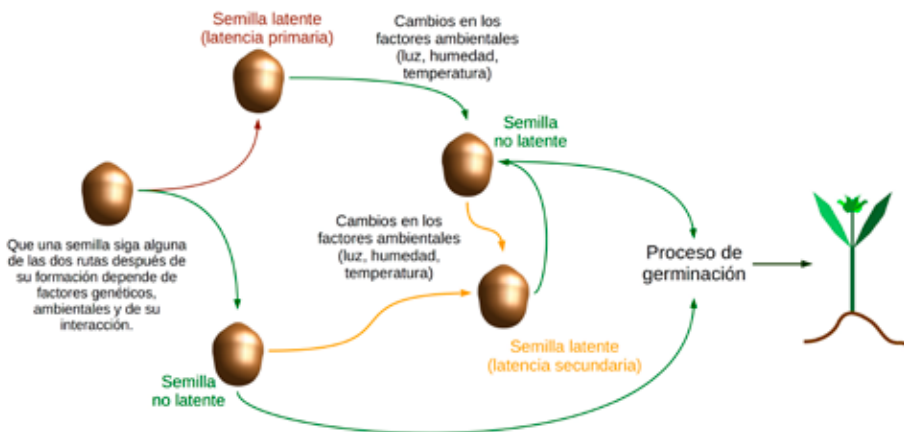 Semilla latente
(latencia primaria)
Cambios en los
factores ambientales
(luz, humedad,
temperatura)
Semilla
no latente
Que una semilla siga alguna
de las dos rutas después de
su formación depende de
factores genéticos,
ambientales y de su
interacción.
Cambios en los
factores ambientales
(luz, humedad,
temperatura)
Proceso de
germinación
Semilla latente
(latencia secundaria)
Semilla
no latente